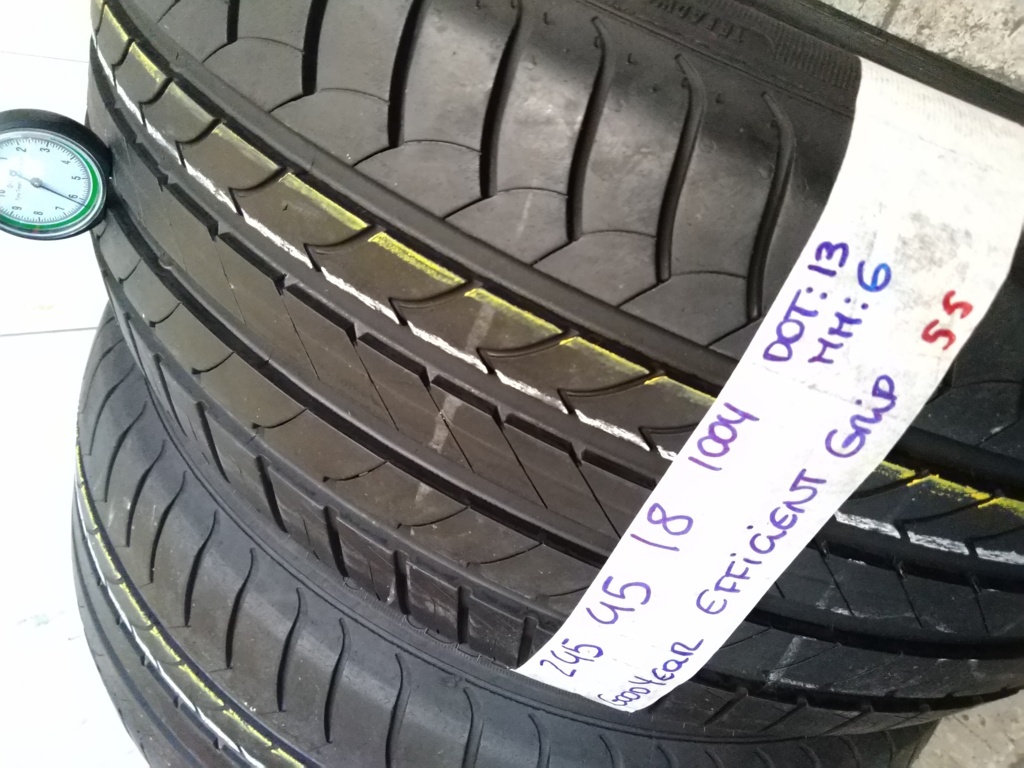 245 45 18 100Y DOT:13
MM:6
GOODYEAR EFFiCiENT GRiP
55